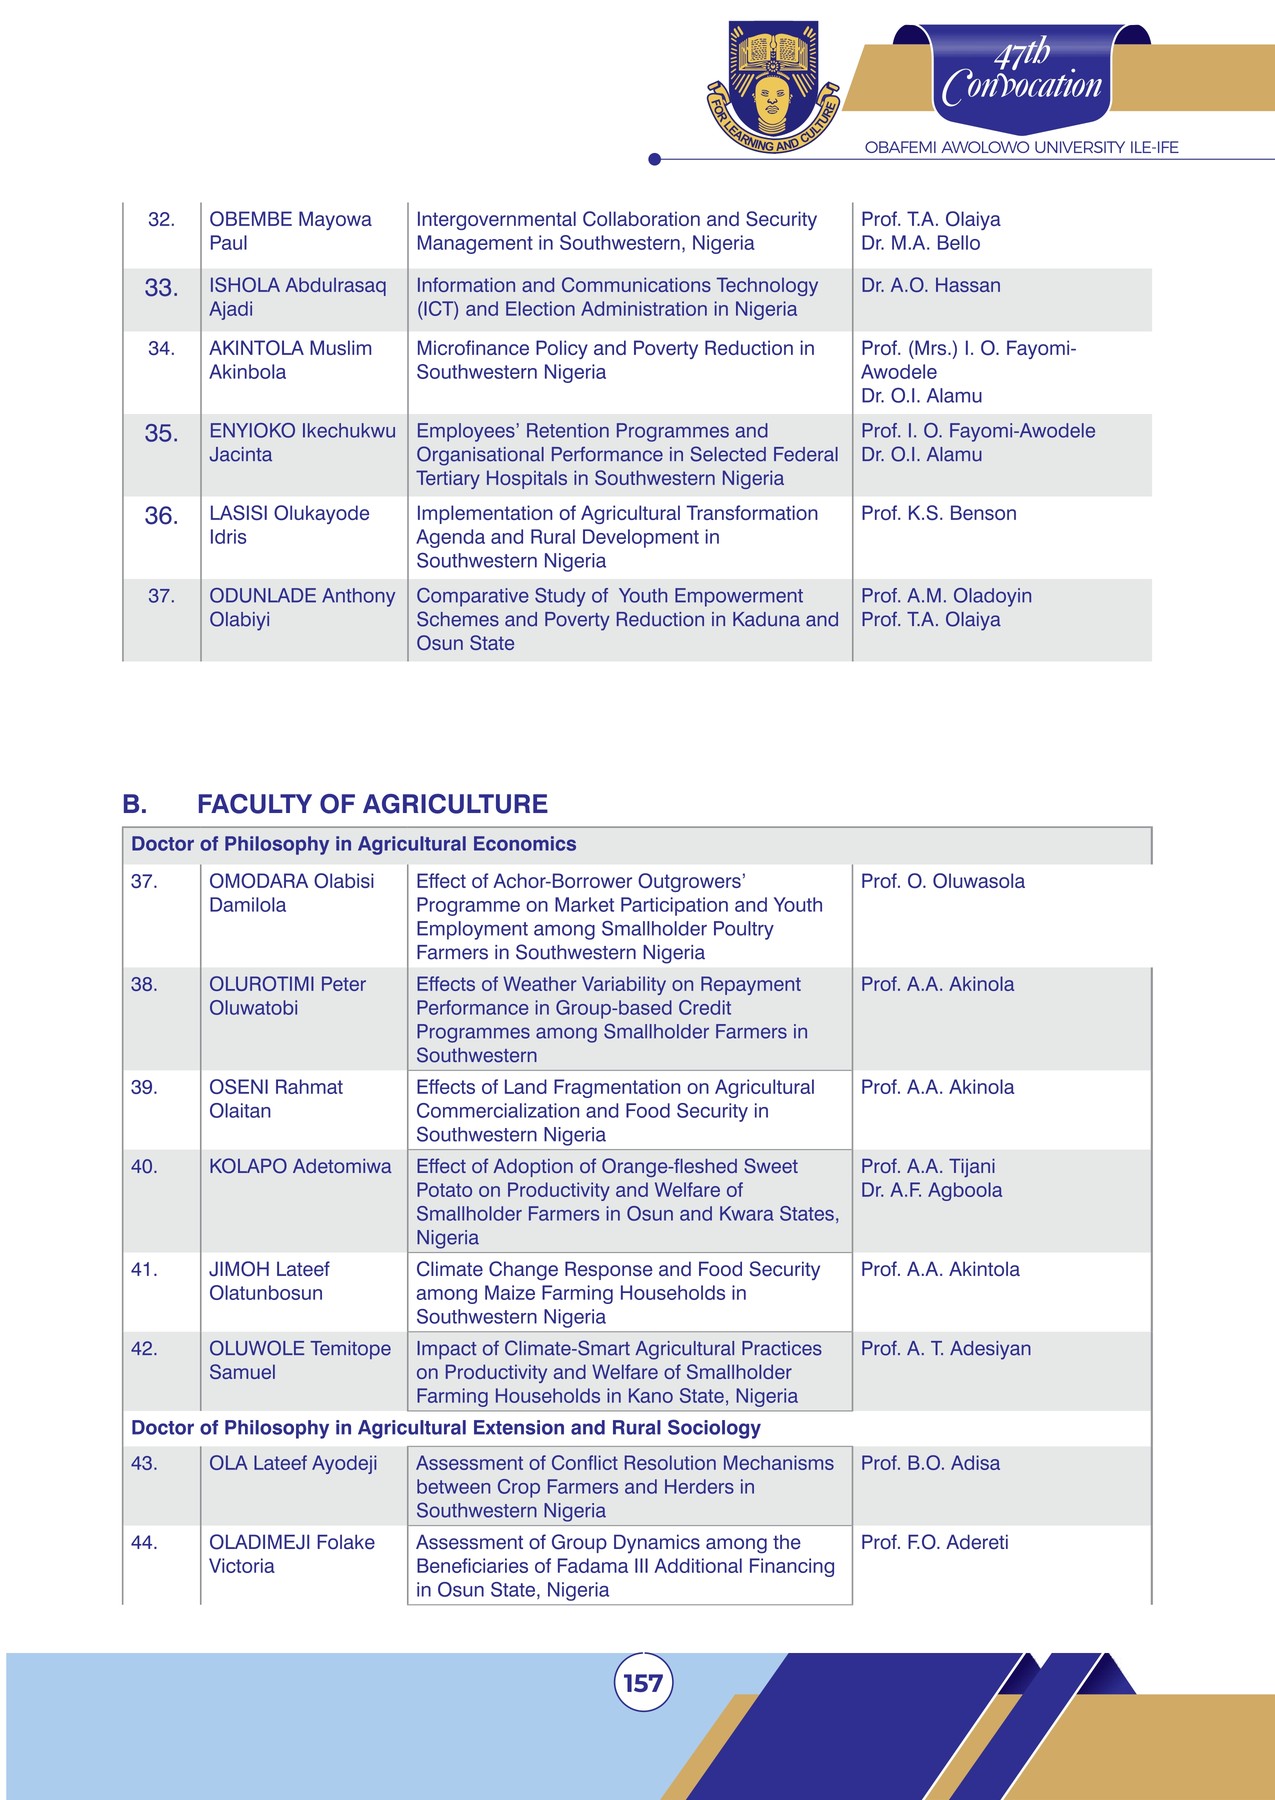 FOR LEARNING AND CULTURE
47th
Convocation
OBAFEMI AWOLOWO UNIVERSITY ILE-IFE
32. OBEMBE Mayowa Intergovernmental Collaboration and Security Prof. T.A. Olaiya
Paul Management in Southwestern, Nigeria Dr. M.A. Bello
33. ISHOLA Abdulrasaq Information and Communications Technology Dr. A.O. Hassan
Ajadi (ICT) and Election Administration in Nigeria
34. AKINTOLA Muslim Microfinance Policy and Poverty Reduction in Prof. (Mrs.) I. O. Fayomi-
Akinbola Southwestern Nigeria Awodele
Dr. O.I. Alamu
35. ENYIOKO Ikechukwu Employees’ Retention Programmes and Prof. I. O. Fayomi-Awodele
Jacinta Organisational Performance in Selected Federal Dr. O.I. Alamu
Tertiary Hospitals in Southwestern Nigeria
36. LASISI Olukayode Implementation of Agricultural Transformation Prof. K.S. Benson
Idris Agenda and Rural Development in
Southwestern Nigeria
37. ODUNLADE Anthony Comparative Study of Youth Empowerment Prof. A.M. Oladoyin
Olabiyi Schemes and Poverty Reduction in Kaduna and Prof. T.A. Olaiya
Osun State
B. FACULTY OF AGRICULTURE
Doctor of Philosophy in Agricultural Economics
37. OMODARA Olabisi Effect of Achor-Borrower Outgrowers’ Prof. O. Oluwasola
Damilola Programme on Market Participation and Youth
Employment among Smallholder Poultry
Farmers in Southwestern Nigeria
38. OLUROTIMI Peter Effects of Weather Variability on Repayment Prof. A.A. Akinola
Oluwatobi Performance in Group-based Credit
Programmes among Smallholder Farmers in
Southwestern
39. OSENI Rahmat Effects of Land Fragmentation on Agricultural Prof. A.A. Akinola
Olaitan Commercialization and Food Security in
Southwestern Nigeria
40. KOLAPO Adetomiwa Effect of Adoption of Orange-fleshed Sweet Prof. A.A. Tijani
Potato on Productivity and Welfare of Dr. A.F. Agboola
Smallholder Farmers in Osun and Kwara States,
Nigeria
41. JIMOH Lateef Climate Change Response and Food Security Prof. A.A. Akintola
Olatunbosun among Maize Farming Households in
Southwestern Nigeria
42. OLUWOLE Temitope Impact of Climate-Smart Agricultural Practices Prof. A. T. Adesiyan
Samuel on Productivity and Welfare of Smallholder
Farming Households in Kano State, Nigeria
Doctor of Philosophy in Agricultural Extension and Rural Sociology
43. OLA Lateef Ayodeji Assessment of Conflict Resolution Mechanisms Prof. B.O. Adisa
between Crop Farmers and Herders in
Southwestern Nigeria
44. OLADIMEJI Folake Assessment of Group Dynamics among the Prof. F.O. Adereti
Victoria Beneficiaries of Fadama III Additional Financing
in Osun State, Nigeria
157